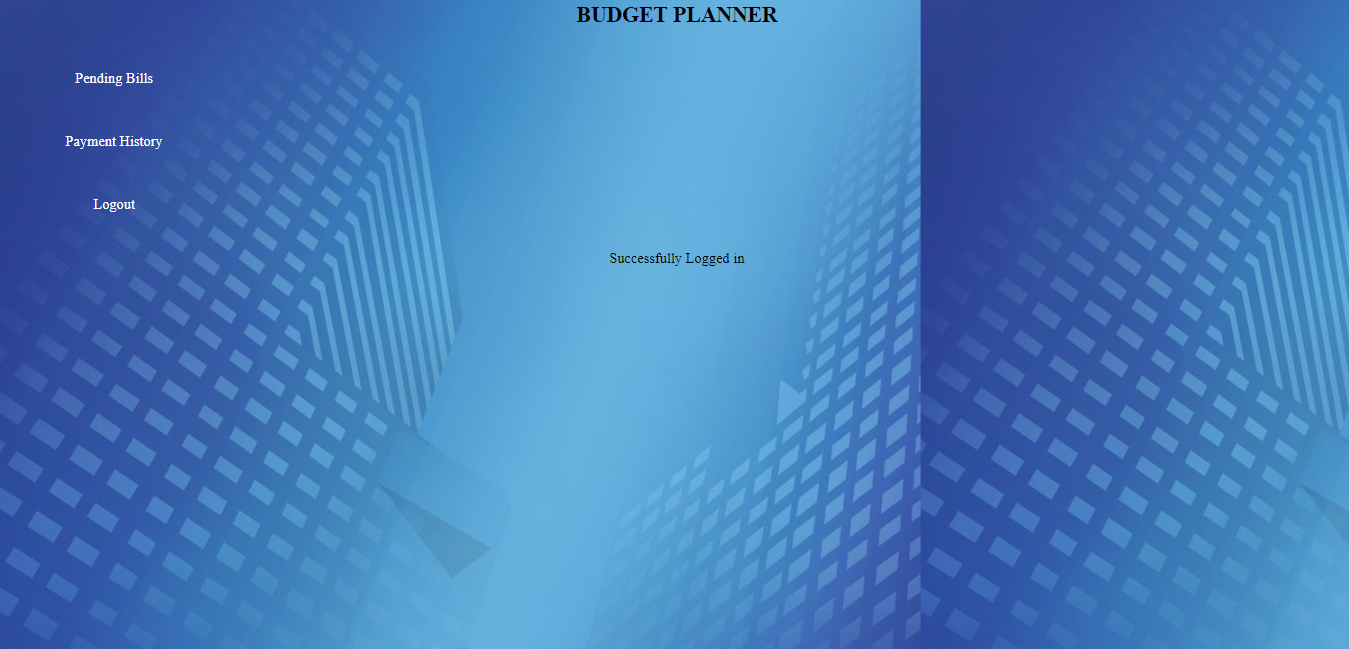 BUDGET PLANNER
Pending Bills
Payment History
Logout
Successfully Logged in